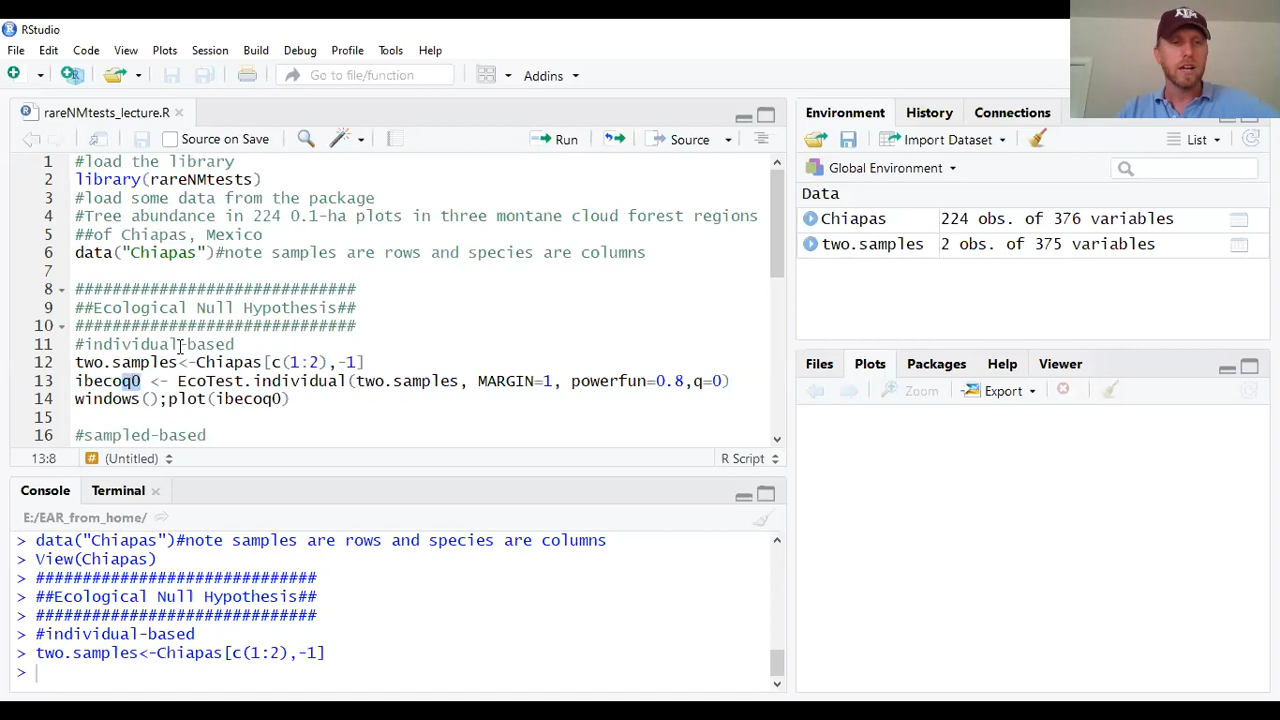 RStudio
File Edit Code View Plots Session Build Debug Profile Tools Help
Go to file/function Addins
rareNMtests_lecture.R
Source on Save Run Source
1 #load the library
2 library(rareNMtests)
3 #load some data from the package
4 #Tree abundance in 224 0.1-ha plots in three montane cloud forest regions
5 ##of Chiapas, Mexico
6 data("Chiapas")#note samples are rows and species are columns
7
8 ##############################
9 ##Ecological Null Hypothesis##
10 ##############################
11 #individual-based
12 two.samples<-Chiapas[c(1:2),-1]
13 ibecoq0 <- EcoTest.individual(two.samples, MARGIN=1, powerfun=0.8,q=0)
14 windows();plot(ibecoq0)
15
16 #sampled-based
13:8 # (Untitled) R Script
Console Terminal
E:/EAR_from_home/
> data("Chiapas")#note samples are rows and species are columns
> View(Chiapas)
> ##############################
> ##Ecological Null Hypothesis##
> ##############################
> #individual-based
> two.samples<-Chiapas[c(1:2),-1]
>
Environment History Connections
Import Dataset List
Global Environment
Data
Chiapas 224 obs. of 376 variables
two.samples 2 obs. of 375 variables
Files Plots Packages Help Viewer
Zoom Export
ATM